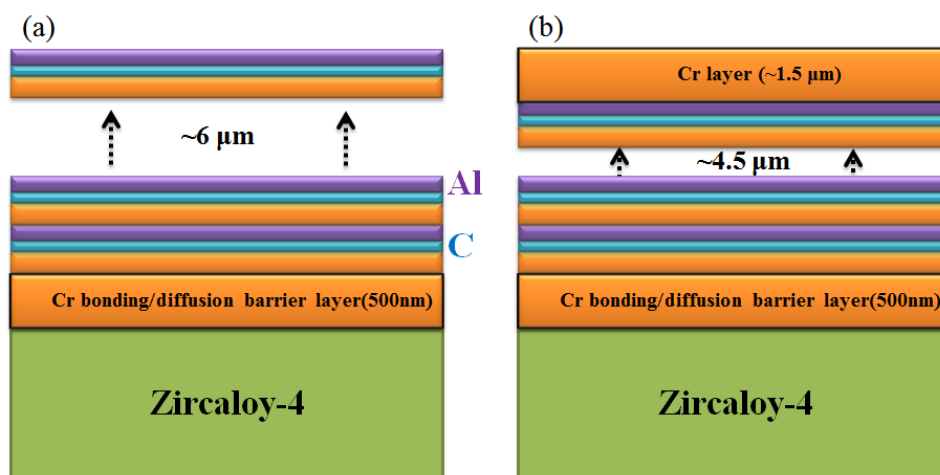 (a)
~6 µm
Al
C
Cr bonding/diffusion barrier layer(500nm)
Zircaloy-4
(b)
Cr layer (~1.5 µm)
~4.5 µm
Cr bonding/diffusion barrier layer(500nm)
Zircaloy-4